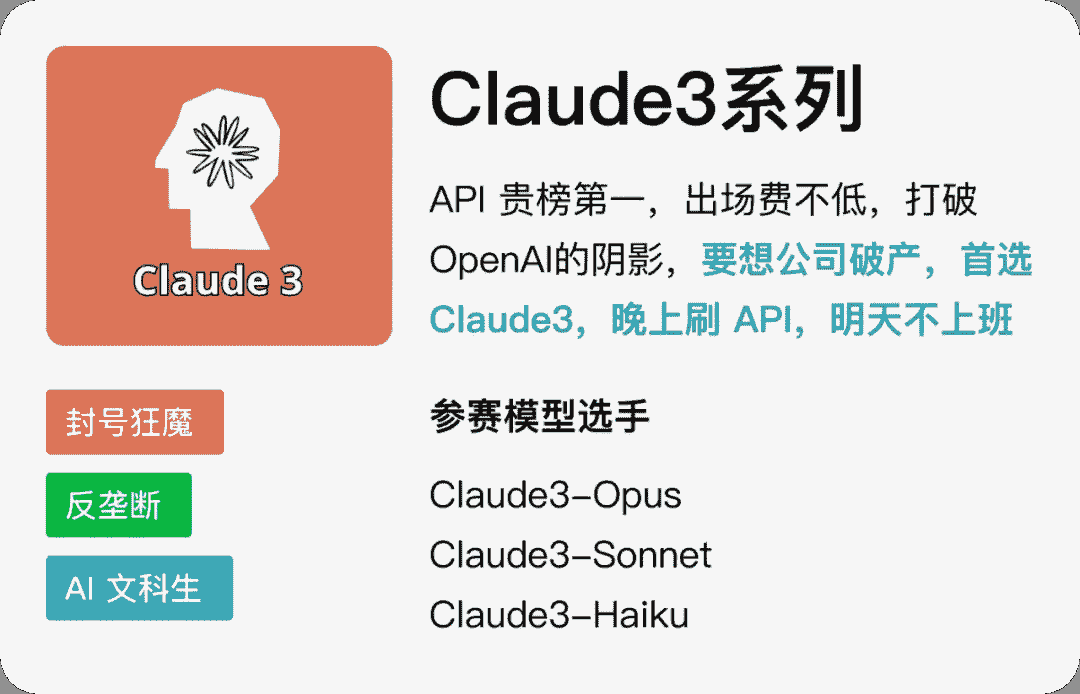 Claude 3
Claude3系列
API 贵榜第一，出场费不低，打破
OpenAI的阴影，要想公司破产，首选
Claude3，晚上刷 API，明天不上班
封号狂魔
反垄断
AI 文科生
参赛模型选手
Claude3-Opus
Claude3-Sonnet
Claude3-Haiku